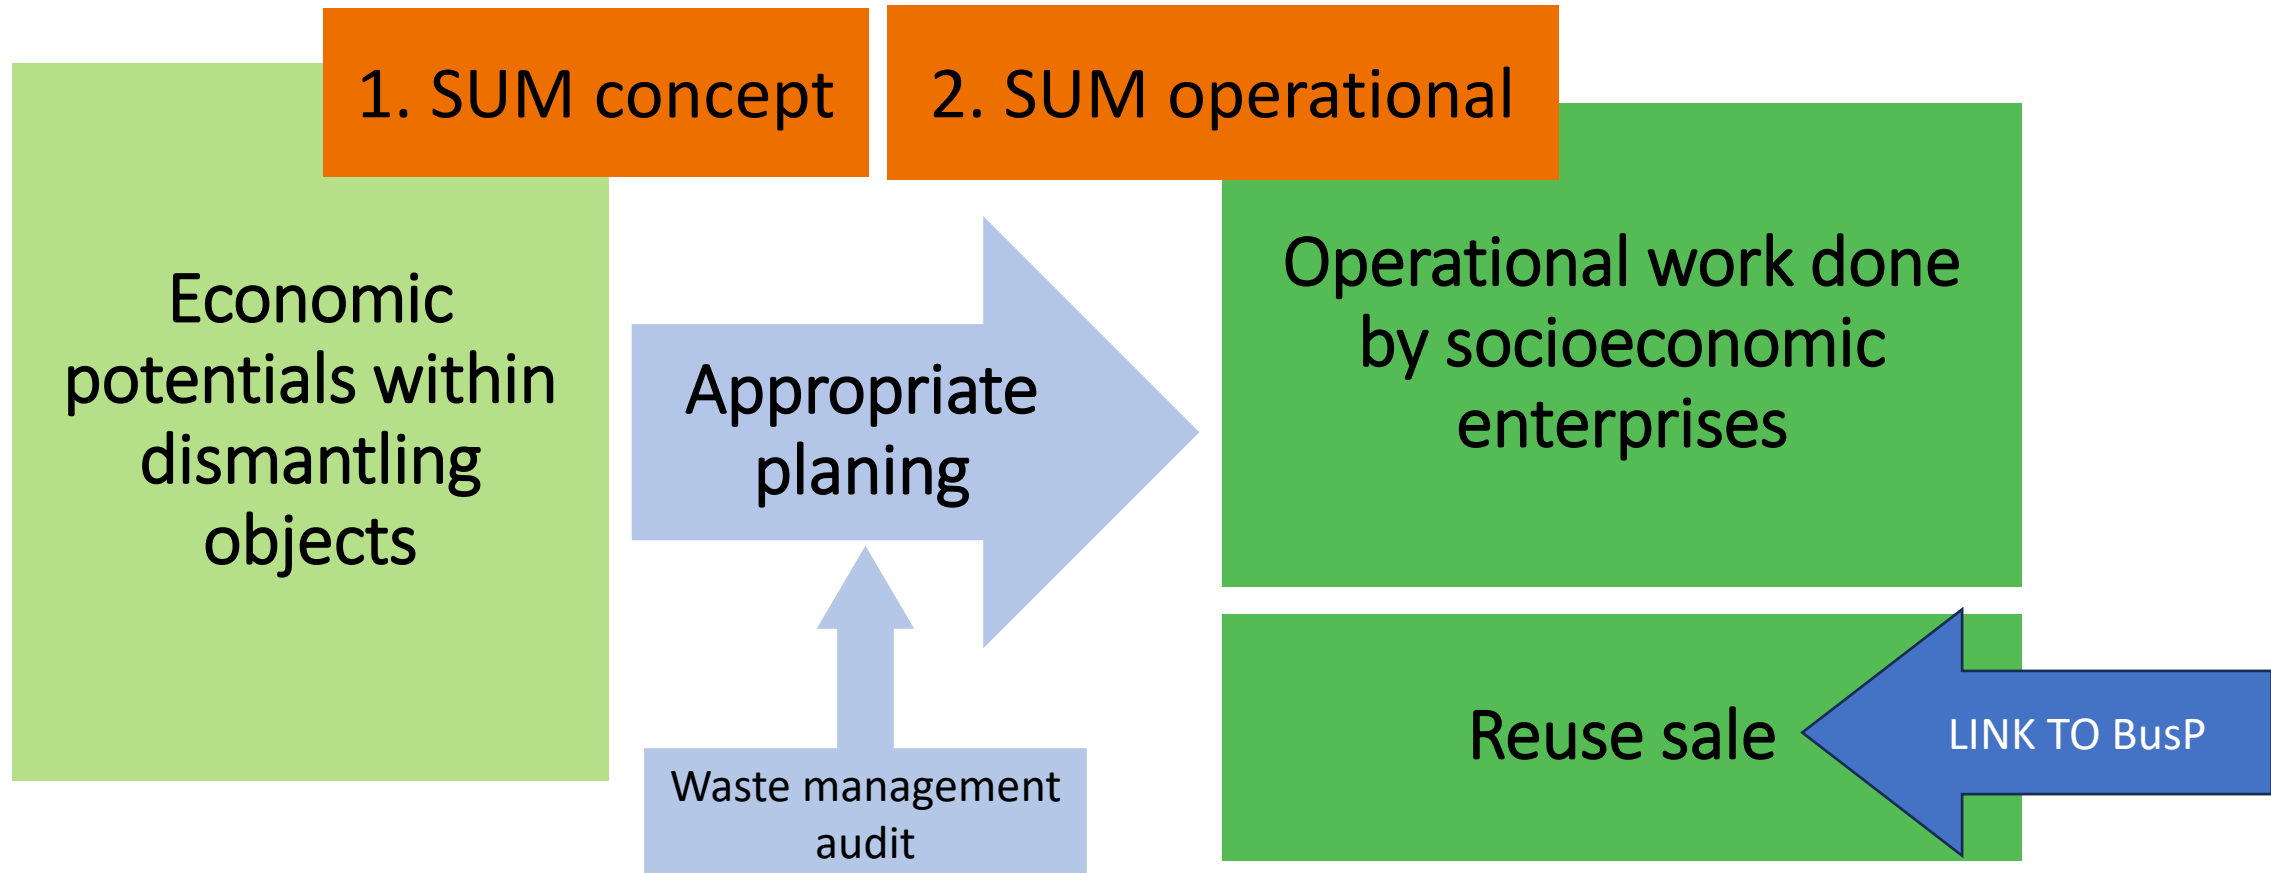 1. SUM concept
2. SUM operational
Economic
potentials within
dismantling
objects
Appropriate
planing
Waste management
audit
Operational work done
by socioeconomic
enterprises
Reuse sale
LINK TO BusP